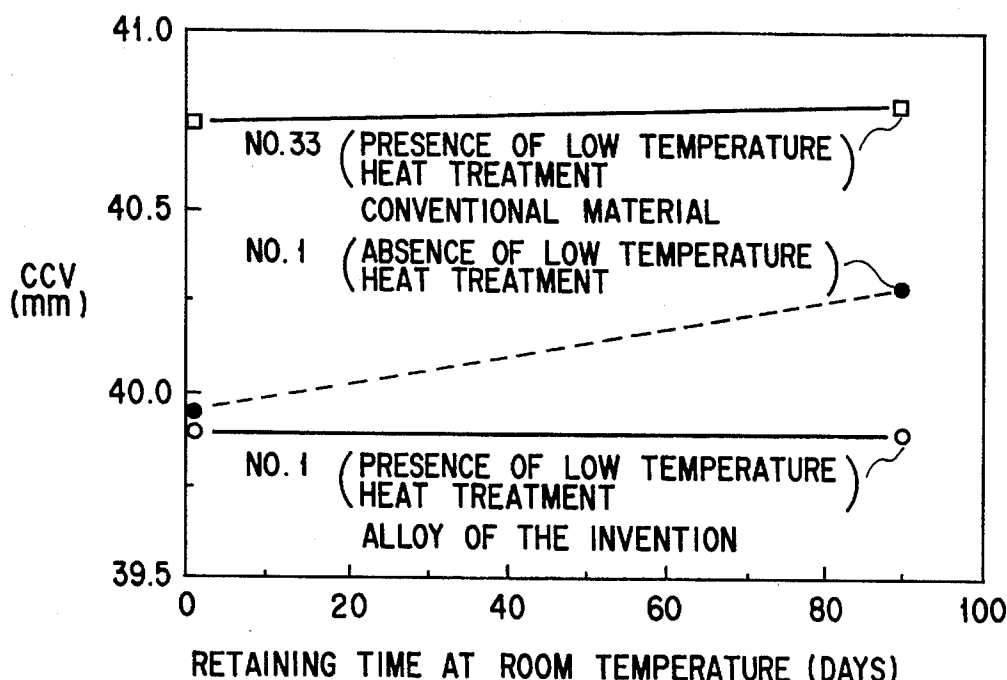 41.0
NO.33 (PRESENCE OF LOW TEMPERATURE
HEAT TREATMENT)
CONVENTIONAL MATERIAL
40.5
NO.1 (ABSENCE OF LOW TEMPERATURE
HEAT TREATMENT)
CCV
(mm)
40.0
NO.1 (PRESENCE OF LOW TEMPERATURE
HEAT TREATMENT)
ALLOY OF THE INVENTION
39.5
0 20 40 60 80 100
RETAINING TIME AT ROOM TEMPERATURE (DAYS)